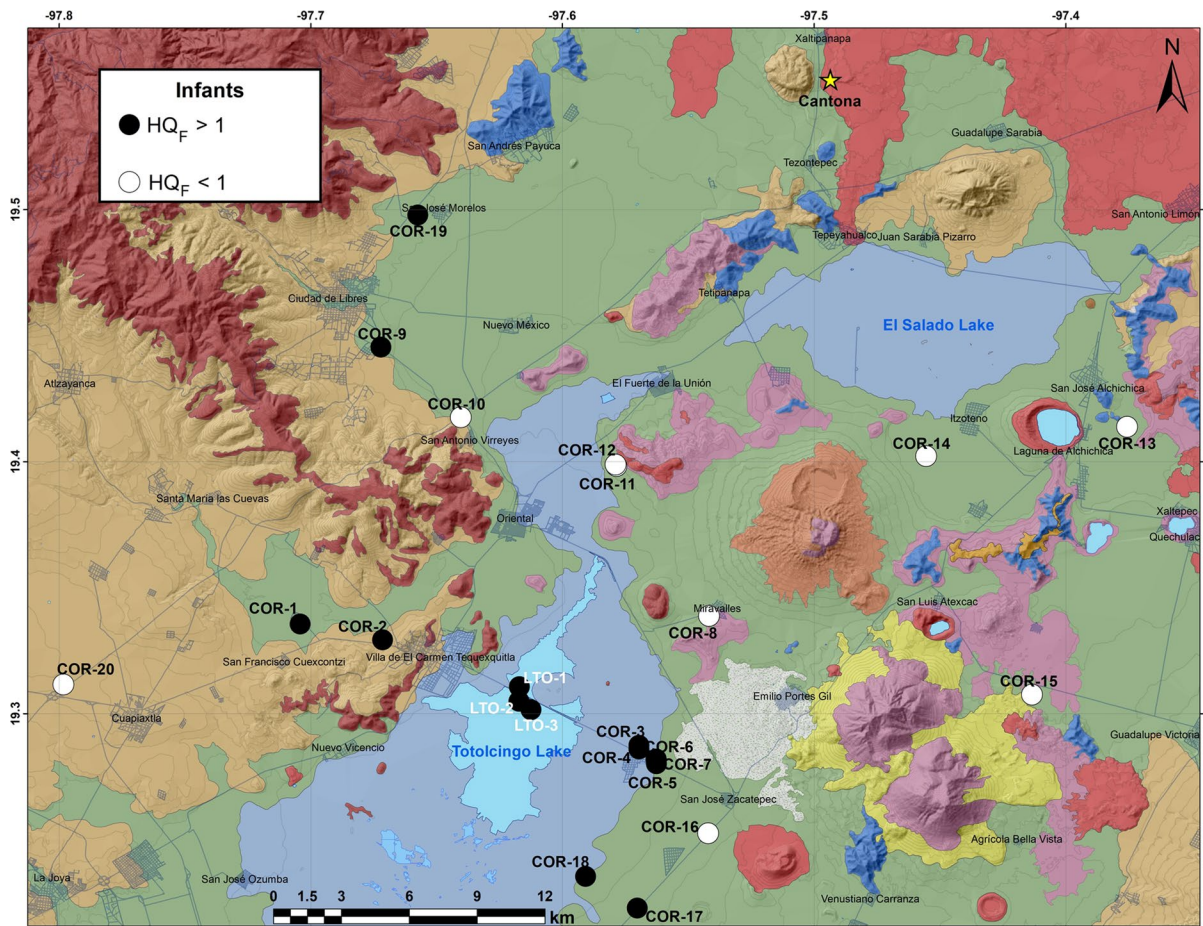 -97.8
-97.7
-97.6
-97.5
-97.4
Xaltipanapa
N
Infants
HQF > 1
HQF < 1
Cantona
Guadalupe Sarabia
San Andrés Payuca
Tezontepec
19.5
San José Morelos
COR-19
San Antonio Limón
Tepeyahualco
Juan Sarabia Pizarro
Ciudad de Libres
Tetipanapa
Nuevo México
El Salado Lake
COR-9
Atlzayanca
El Fuerte de la Unión
San José Alchichica
COR-10
Itzoteno
San Antonio Virreyes
COR-14
COR-13
COR-12
Laguna de Alchichica
19.4
COR-11
Santa Maria las Cuevas
Oriental
Xaltepec
Quechulac
COR-1
Miravalles
San Luis Atexcac
COR-2
COR-8
San Francisco Cuexcontzi
Villa de El Carmen Tequexquitla
COR-20
LTO-1
COR-15
Emilio Portes Gil
LTO-2
19.3
Cuapiaxtla
LTO-3
COR-3
Guadalupe Victoria
Nuevo Vicencio
Totolcingo Lake
COR-6
COR-4
COR-7
COR-5
San José Zacatepec
COR-16
Agricola Bella Vista
COR-18
La Joya
San José Ozumba
0 1.5 3 6 9 12
km
Venustiano Carranza
COR-17